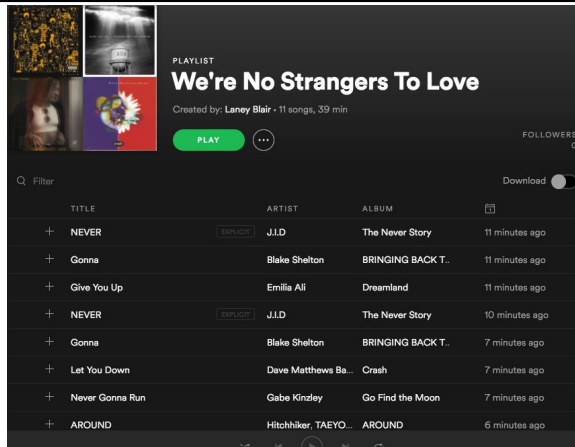 PLAYLIST
We're No Strangers To Love
Created by: Laney Blair • 11 songs, 39 min
PLAY
FOLLOWERS
Filter
Download
TITLE ARTIST ALBUM
NEVER EXPLICIT J.I.D The Never Story 11 minutes ago
Gonna Blake Shelton BRINGING BACK T.. 11 minutes ago
Give You Up Emilia Ali Dreamland 11 minutes ago
NEVER EXPLICIT J.I.D The Never Story 10 minutes ago
Gonna Blake Shelton BRINGING BACK T.. 7 minutes ago
Let You Down Dave Matthews Ba... Crash 7 minutes ago
Never Gonna Run Gabe Kinzley Go Find the Moon 7 minutes ago
AROUND Hitchhiker, TAEYO... AROUND 6 minutes ago